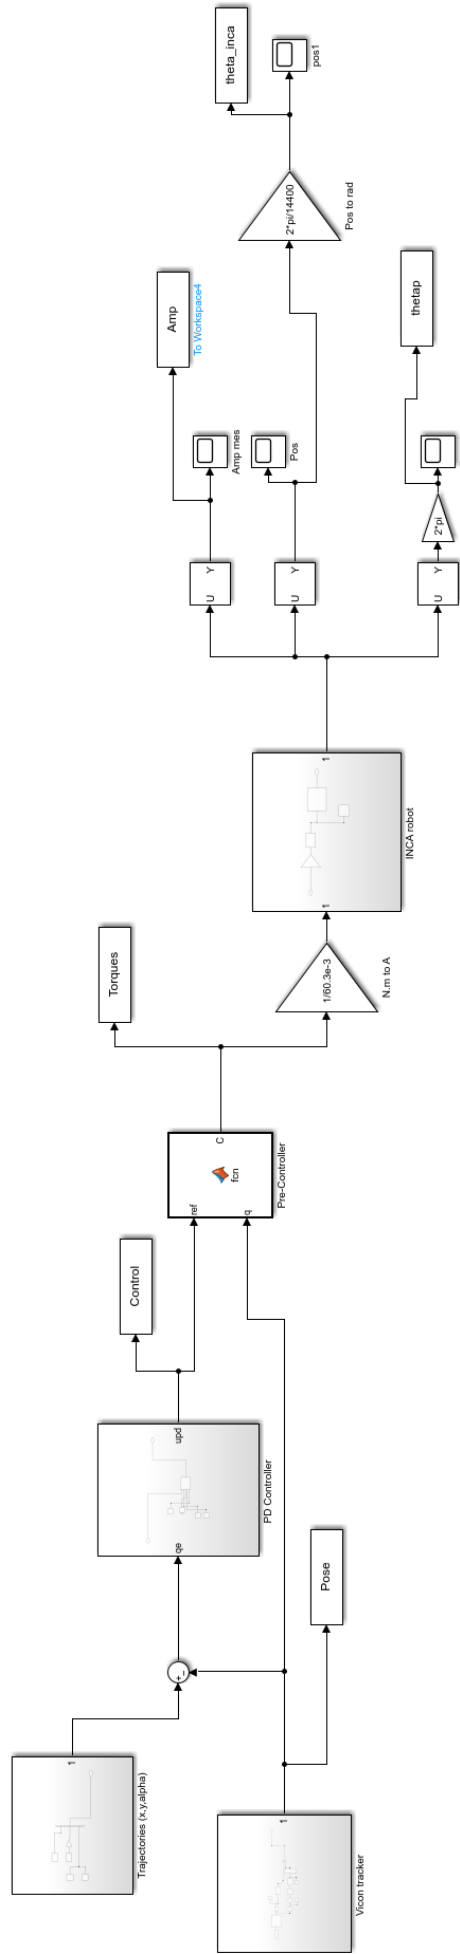 Trajectories (x,y,alpha)
1
Vicon tracker
1
Pose
+
-
qe
upd
PD Controller
Control
ref
q
fcn
C
Pre-Controller
Torques
1/60.3e-3
N.m to A
1
1
INCA robot
U Y
U Y
U Y
Amp
To Workspace4
Amp mes
Pos
2*pi
thetap
2*pi/14400
Pos to rad
theta_inca
pos1